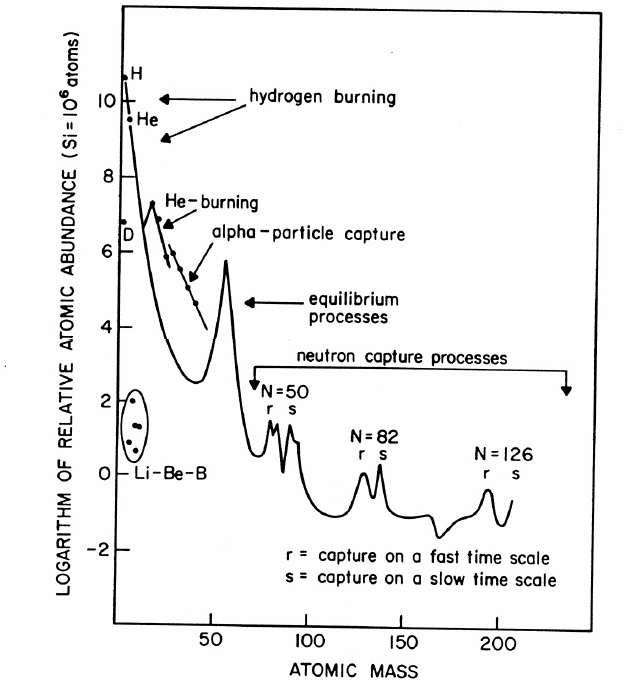 LOGARITHM OF RELATIVE ATOMIC ABUNDANCE (Si=10⁶ atoms)
H
10
hydrogen burning
He
8
He-burning
D
alpha-particle capture
6
equilibrium
processes
4
neutron capture processes
2
N=50
r s
N=82
r s
N=126
r s
0
Li-Be-B
-2
r = capture on a fast time scale
s = capture on a slow time scale
50
100
150
200
ATOMIC MASS